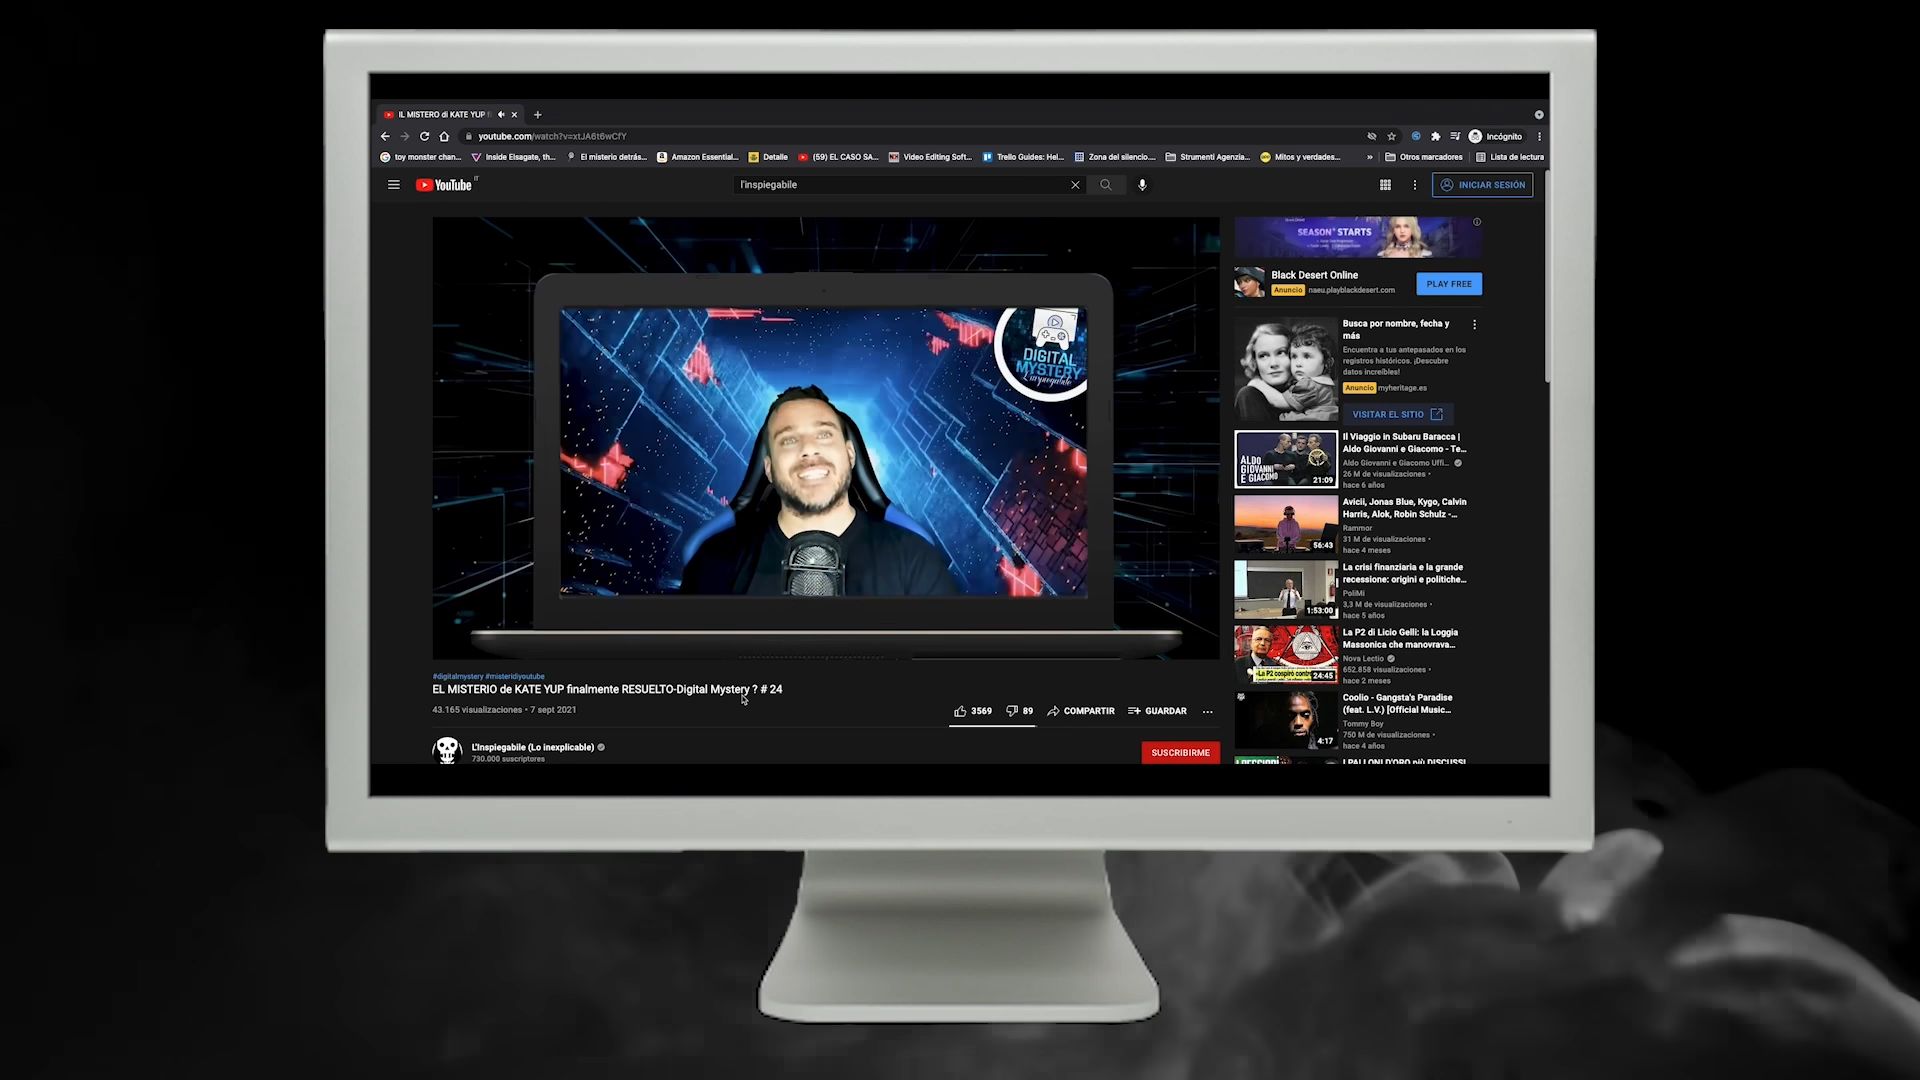 IL MISTERO di KATE YUP
youtube.com/watch?v=xtJA6t6wCfY
Incógnito
toy monster chan...
Inside Elsagate, th...
El misterio detrás...
Amazon Essential...
Detalle
(59) EL CASO SA...
Video Editing Soft...
Trello Guides: Hel...
Zona del silencio....
Strumenti Agenzia...
Mitos y verdades...
»
Otros marcadores
Lista de lectura
YouTube IT
l'inspiegabile
INICIAR SESIÓN
DIGITAL
MYSTERY
L'inspiegabile
#digitalmystery #misteridiyoutube
EL MISTERIO de KATE YUP finalmente RESUELTO-Digital Mystery ? # 24
43.165 visualizaciones • 7 sept 2021
3569
89
COMPARTIR
GUARDAR
L'Inspiegabile (Lo inexplicable)
730.000 suscriptores
SUSCRIBIRME
SEASON+ STARTS
Black Desert Online
Anuncio naeu.playblackdesert.com
PLAY FREE
Busca por nombre, fecha y
más
Encuentra a tus antepasados en los
registros históricos. ¡Descubre
datos increíbles!
Anuncio myheritage.es
VISITAR EL SITIO
ALDO
GIOVANNI
E GIACOMO
21:09
Il Viaggio in Subaru Baracca |
Aldo Giovanni e Giacomo - Te...
Aldo Giovanni e Giacomo Uffi...
26 M de visualizaciones •
hace 6 años
56:43
Avicii, Jonas Blue, Kygo, Calvin
Harris, Alok, Robin Schulz -...
Rammor
31 M de visualizaciones •
hace 4 meses
1:53:00
La crisi finanziaria e la grande
recessione: origini e politiche...
PoliMi
3,3 M de visualizaciones •
hace 5 años
«La P2 cospirò contro
24:45
La P2 di Licio Gelli: la Loggia
Massonica che manovrava...
Nova Lectio
652.858 visualizaciones •
hace 2 meses
4:17
Coolio - Gangsta's Paradise
(feat. L.V.) [Official Music...
Tommy Boy
750 M de visualizaciones •
hace 4 años
I PALLONI D'ORO più DISCUSSI